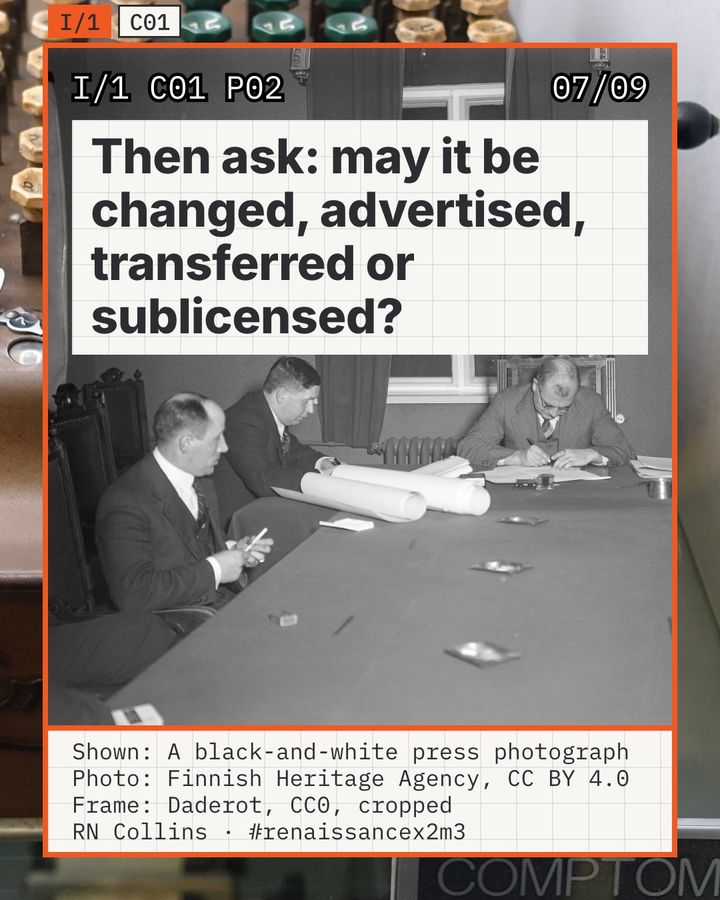 I/1 C01
I/1 C01 P02 07/09
Then ask: may it be
changed, advertised,
transferred or
sublicensed?
Shown: A black-and-white press photograph
Photo: Finnish Heritage Agency, CC BY 4.0
Frame: Daderot, CC0, cropped
RN Collins · #renaissancex2m3
COMPTOM